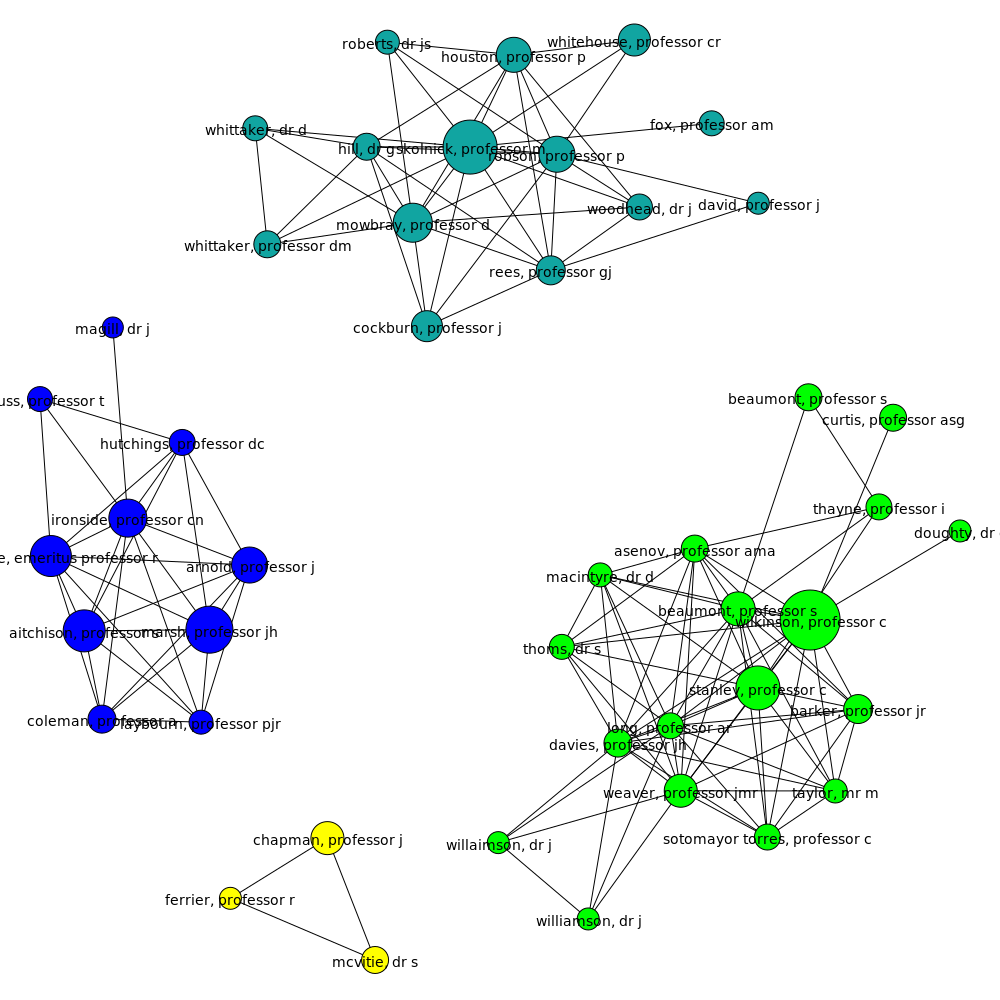 roberts, dr js
whitehouse, professor cr
houston, professor p
fox, professor am
whittaker, dr d
hill, dr g
skolnick, professor m
robson, professor p
woodhead, dr j
david, professor j
mowbray, professor d
whittaker, professor dm
rees, professor gj
cockburn, professor j
magill, dr j
uss, professor t
hutchings, professor dc
ironside, professor cn
e, emeritus professor r
arnold, professor j
aitchison, professor s
marsh, professor jh
coleman, professor a
laybourn, professor pjr
beaumont, professor s
curtis, professor asg
thayne, professor i
doughty, dr
asenov, professor ama
macintyre, dr d
beaumont, professor s
wilkinson, professor c
thoms, dr s
stanley, professor c
barker, professor jr
long, professor ar
davies, professor jh
weaver, professor jmr
taylor, mr m
sotomayor torres, professor c
willaimson, dr j
williamson, dr j
chapman, professor j
ferrier, professor r
mcvitie, dr s